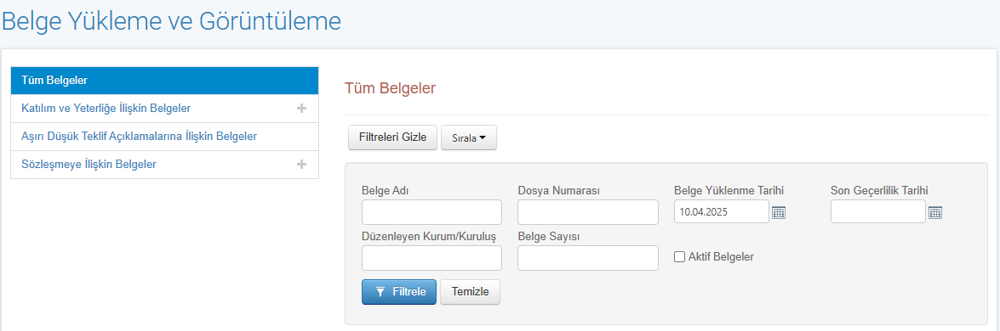 Belge Yükleme ve Görüntüleme
Tüm Belgeler
Katılım ve Yeterliğe İlişkin Belgeler
Aşırı Düşük Teklif Açıklamalarına İlişkin Belgeler
Sözleşmeye İlişkin Belgeler
Tüm Belgeler
Filtreleri Gizle Sırala
Belge Adı Dosya Numarası Belge Yüklenme Tarihi Son Geçerlilik Tarihi
10.04.2025
Düzenleyen Kurum/Kuruluş Belge Sayısı
Aktif Belgeler
Filtrele Temizle